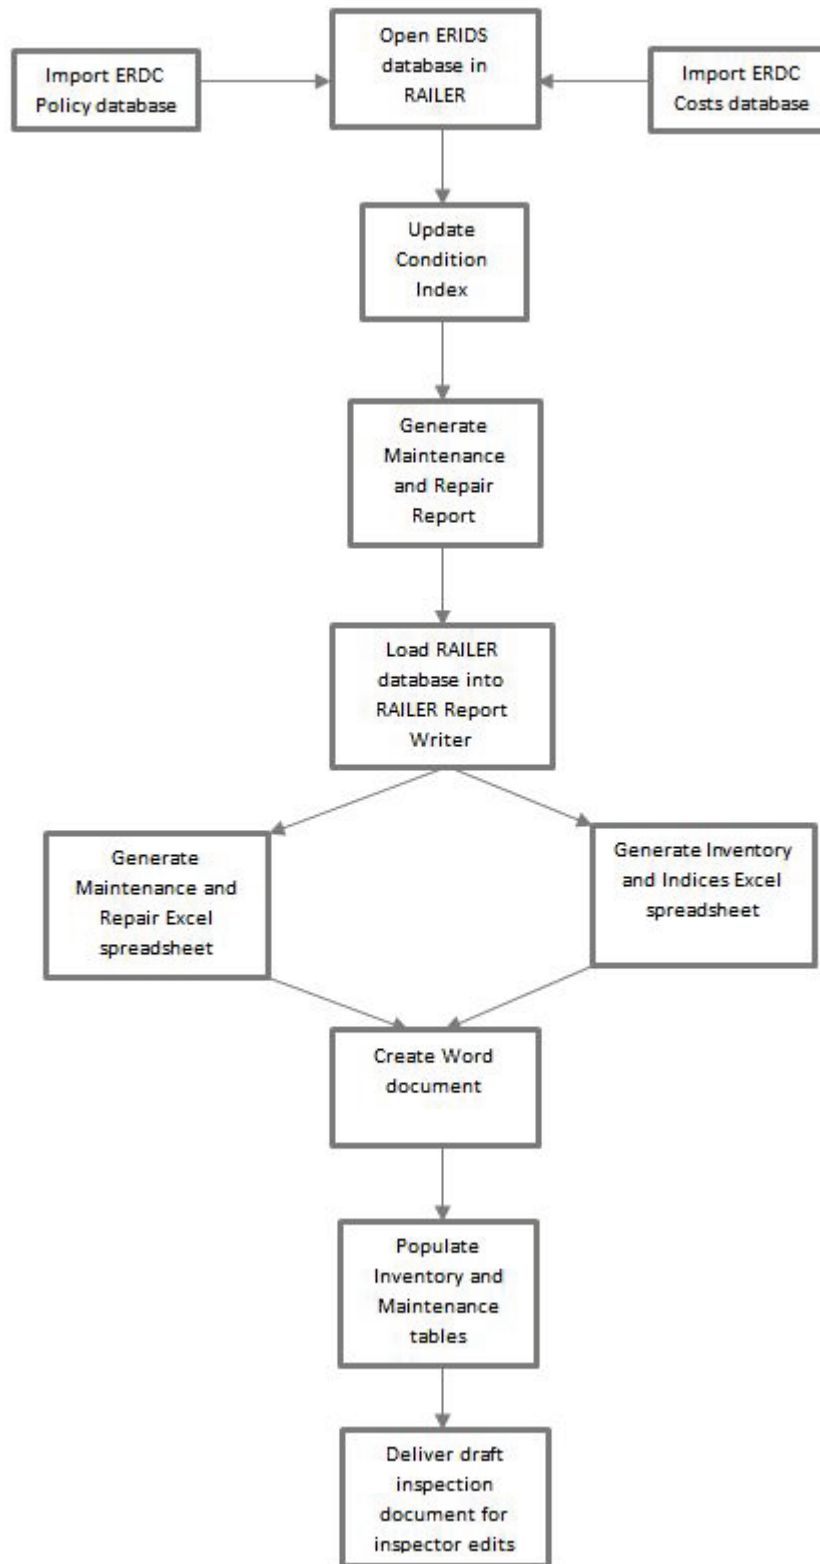 Open ERIDS
database in
RAILER
Import ERDC
Policy database
Import ERDC
Costs database
Update
Condition
Index
Generate
Maintenance
and Repair
Report
Load RAILER
database into
RAILER Report
Writer
Generate
Maintenance and
Repair Excel
spreadsheet
Generate Inventory
and Indices Excel
spreadsheet
Create Word
document
Populate
Inventory and
Maintenance
tables
Deliver draft
inspection
document for
inspector edits